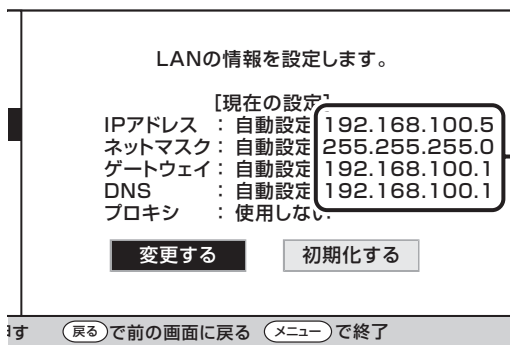 LANの情報を設定します。
[現在の設定]
IPアドレス ： 自動設定 192.168.100.5
ネットマスク： 自動設定 255.255.255.0
ゲートウェイ： 自動設定 192.168.100.1
DNS ： 自動設定 192.168.100.1
プロキシ ： 使用しない
変更する 初期化する
す 戻るで前の画面に戻る メニューで終了